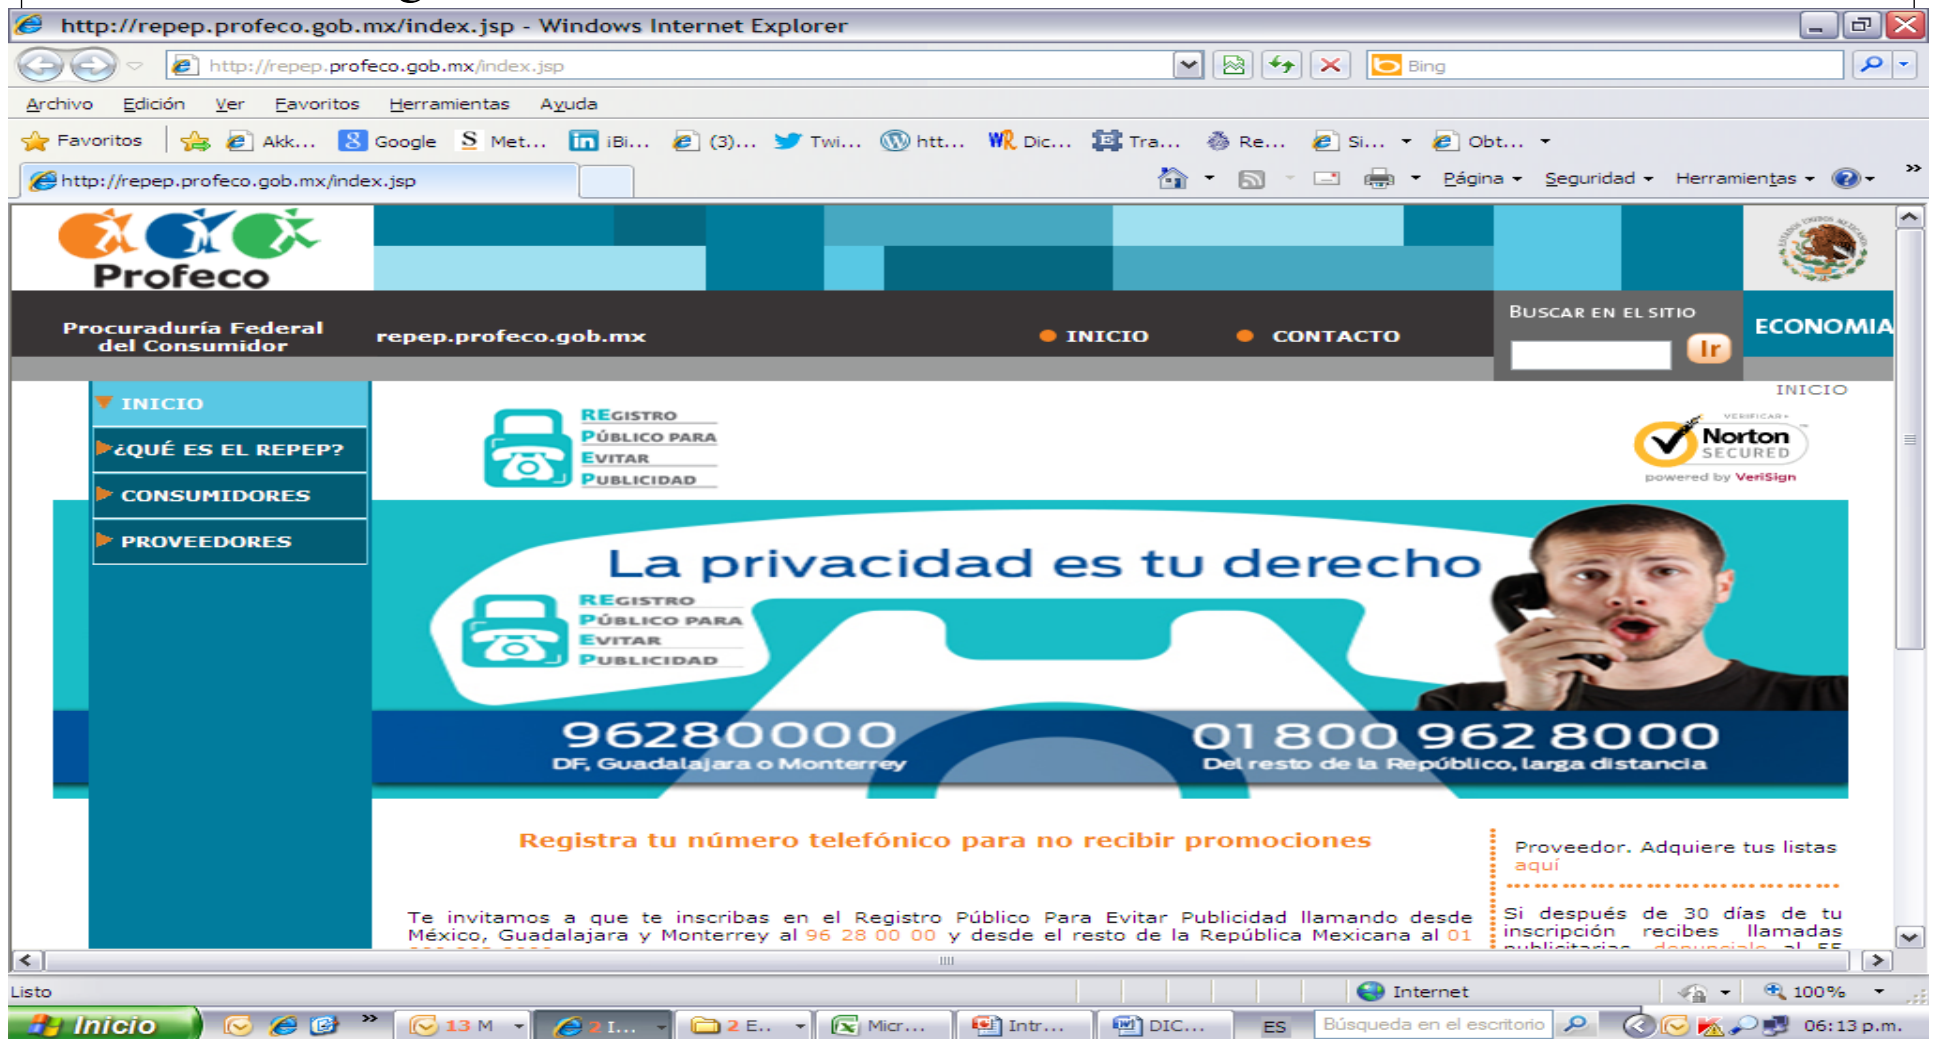 http://repep.profeco.gob.mx/index.jsp - Windows Internet Explorer
http://repep.profeco.gob.mx/index.jsp
Bing
Archivo Edición Ver Favoritos Herramientas Ayuda
Favoritos Akk... Google Met... iBi... (3)... Twi... htt... Dic... Tra... Re... Si... Obt...
http://repep.profeco.gob.mx/index.jsp
Página Seguridad Herramientas
Profeco
Procuraduría Federal
del Consumidor
repep.profeco.gob.mx
INICIO CONTACTO
BUSCAR EN EL SITIO
Ir
ECONOMIA
INICIO
¿QUÉ ES EL REPEP?
CONSUMIDORES
PROVEEDORES
INICIO
REGISTRO
PÚBLICO PARA
EVITAR
PUBLICIDAD
VERIFICAR
Norton
SECURED
powered by VeriSign
La privacidad es tu derecho
REGISTRO
PÚBLICO PARA
EVITAR
PUBLICIDAD
96280000
DF, Guadalajara o Monterrey
01 800 962 8000
Del resto de la Repúblico, larga distancia
Registra tu número telefónico para no recibir promociones
Te invitamos a que te inscribas en el Registro Público Para Evitar Publicidad llamando desde
México, Guadalajara y Monterrey al 96 28 00 00 y desde el resto de la República Mexicana al 01
Proveedor. Adquiere tus listas
aquí
Si después de 30 días de tu
inscripción recibes llamadas
Listo
Internet
100%
Inicio
13 M
2 I...
2 E..
Micr...
Intr...
DIC...
ES
Búsqueda en el escritorio
06:13 p.m.